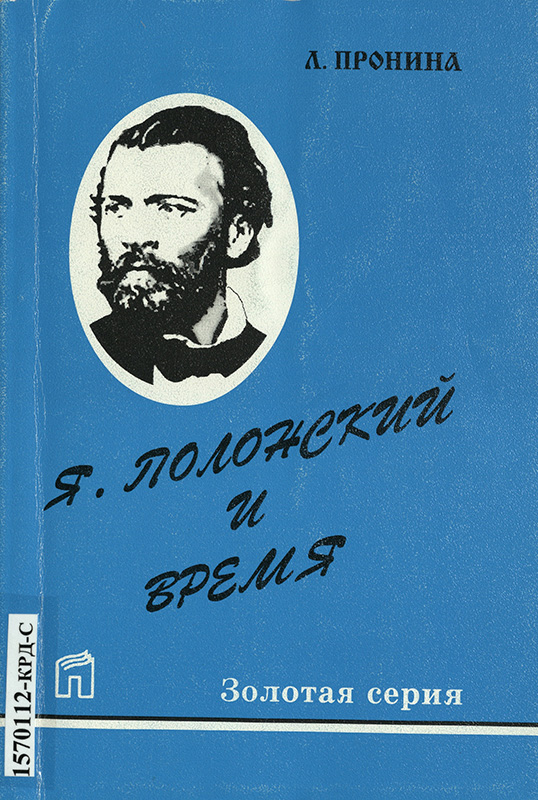 Л. ПРОНИНА
Я. ПОЛОНСКИЙ
И
ВРЕМЯ
Золотая серия
1570112-КРД-С